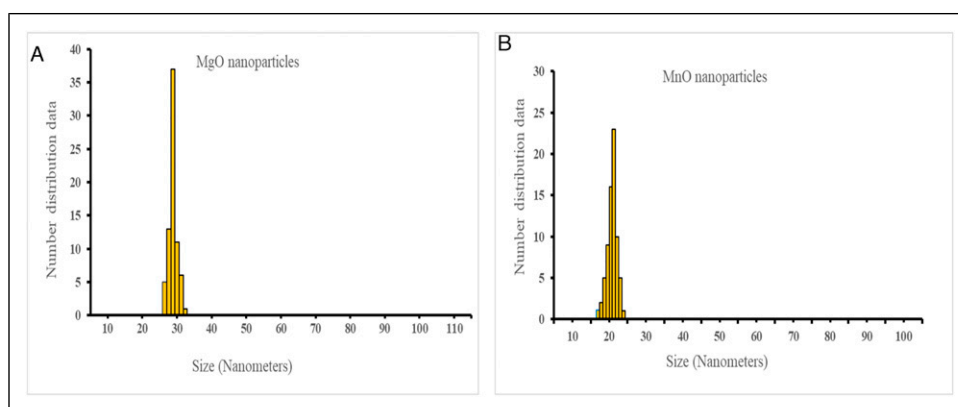 A
MgO nanoparticles
Number distribution data
40
35
30
25
20
15
10
5
0
10 20 30 40 50 60 70 80 90 100 110
Size (Nanometers)
B
MnO nanoparticles
Number distribution data
30
25
20
15
10
5
0
10 20 30 40 50 60 70 80 90 100
Size (Nanometers)